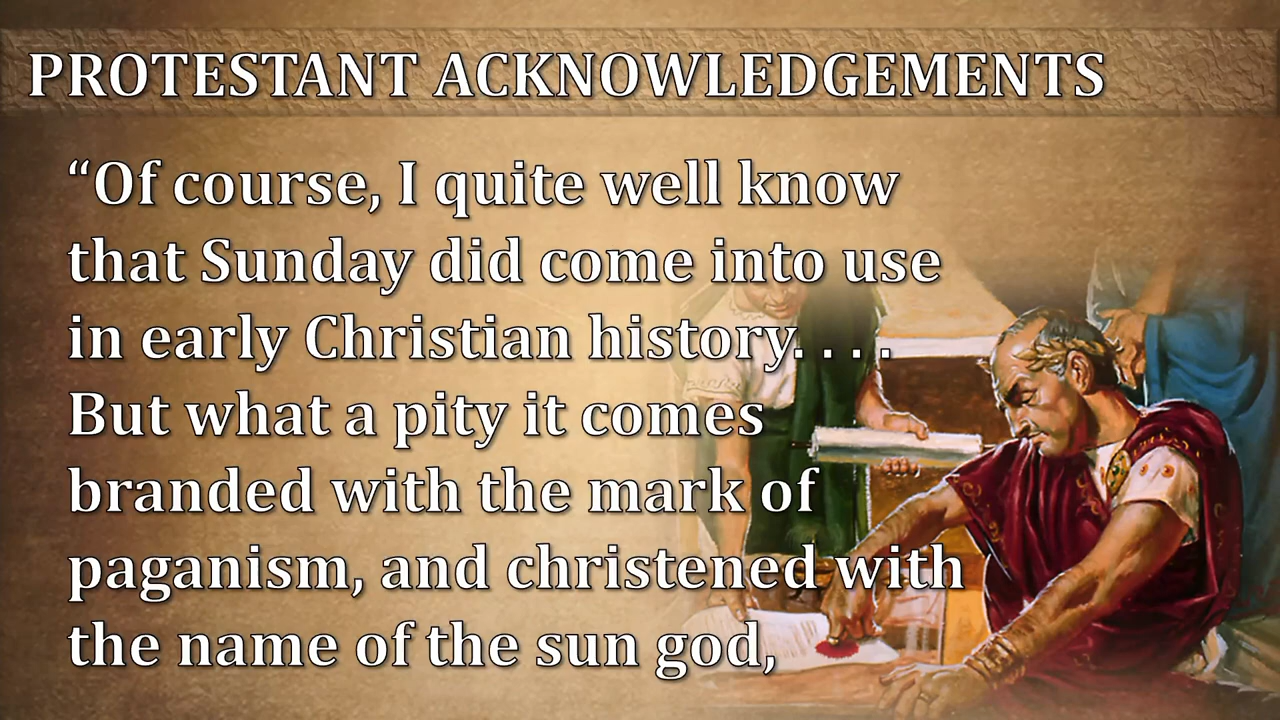 PROTESTANT ACKNOWLEDGEMENTS
“Of course, I quite well know
that Sunday did come into use
in early Christian history. . . .
But what a pity it comes
branded with the mark of
paganism, and christened with
the name of the sun god,